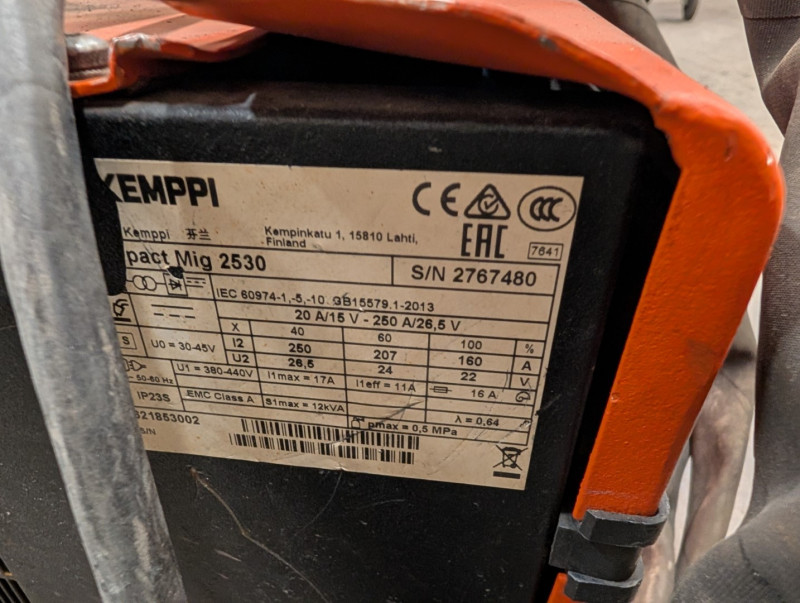 KEMPPI
CE EAC CCC
Kemppi 芬兰 Kempinkatu 1, 15810 Lahti,
Finland
7641
pact Mig 2530 S/N 2767480
IEC 60974-1,-5,-10 GB15579.1-2013
20 A/15 V - 250 A/26,5 V
X 40 60 100 %
S U0 = 30-45V I2 250 207 160 A
U2 26,5 24 22 V
50-60 Hz U1 = 380-440V I1max = 17A I1eff = 11A 16 A
IP23S EMC Class A S1max = 12kVA λ = 0,64
321853002 pmax = 0,5 MPa
S/N